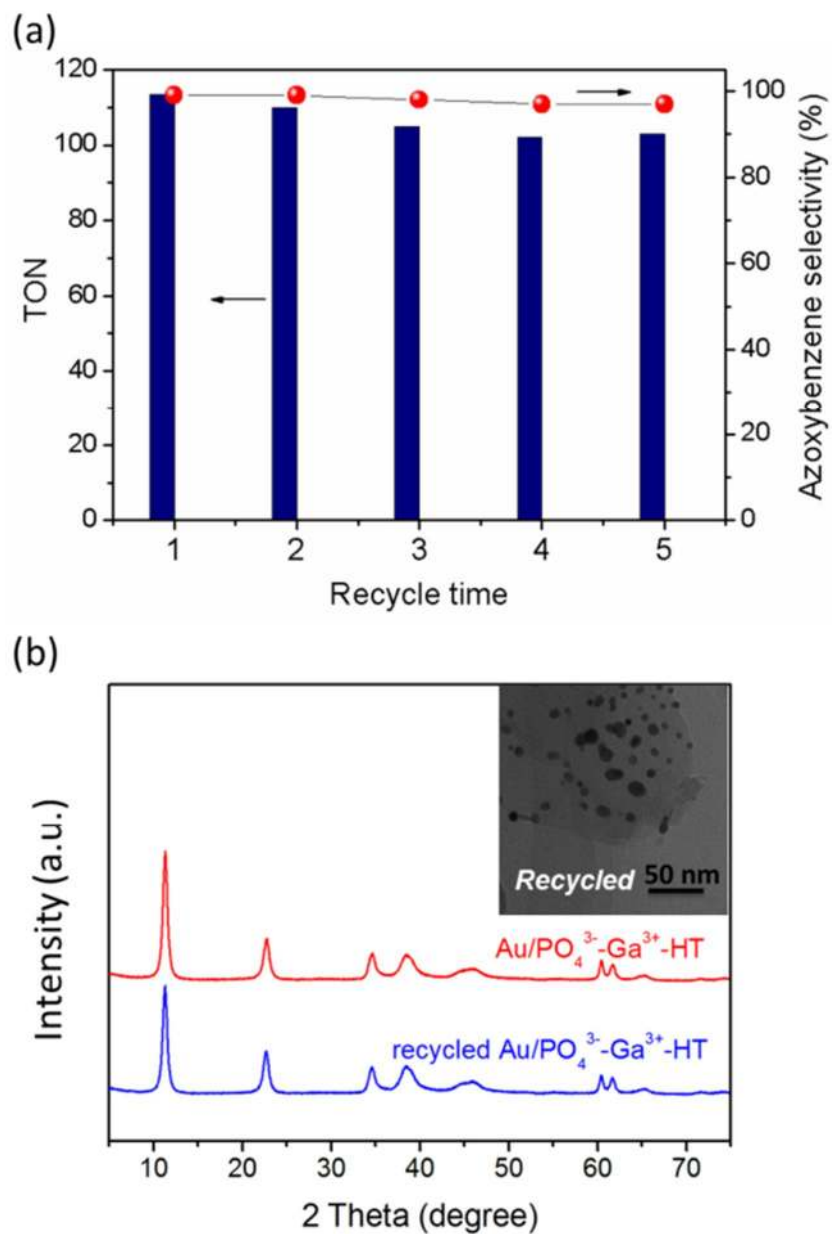 (a)
120
100
80
60
40
20
0
TON
100
80
60
40
20
0
Azoxybenzene selectivity (%)
1 2 3 4 5
Recycle time
(b)
Intensity (a.u.)
Recycled 50 nm
Au/PO₄³⁻-Ga³⁺-HT
recycled Au/PO₄³⁻-Ga³⁺-HT
10 20 30 40 50 60 70
2 Theta (degree)